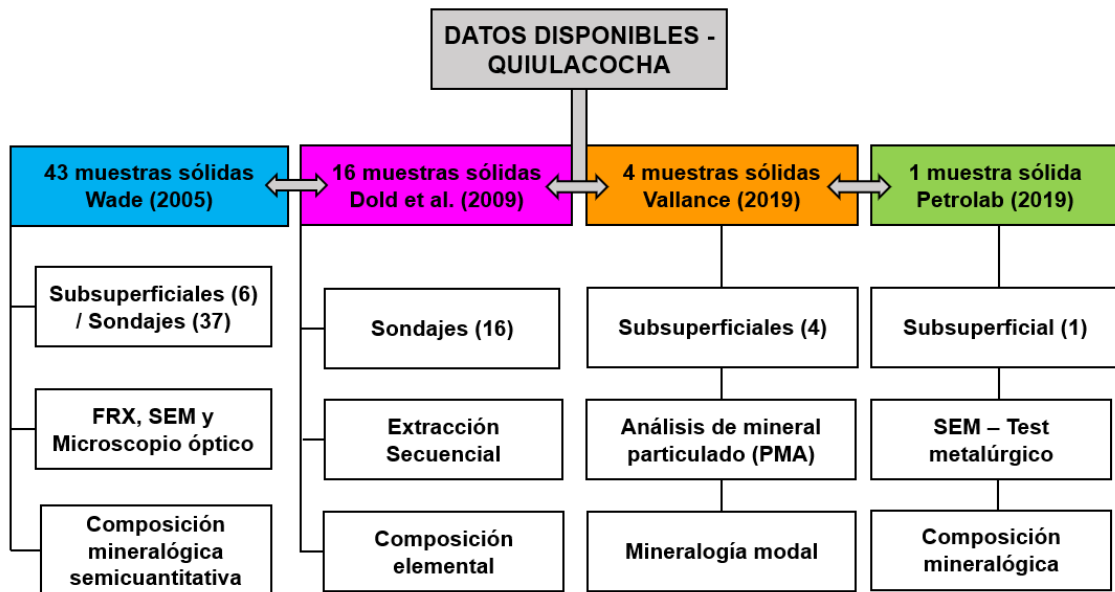 DATOS DISPONIBLES -
QUIULACOCHA
43 muestras sólidas
Wade (2005)
16 muestras sólidas
Dold et al. (2009)
4 muestras sólidas
Vallance (2019)
1 muestra sólida
Petrolab (2019)
Subsuperficiales (6)
/ Sondajes (37)
FRX, SEM y
Microscopio óptico
Composición
mineralógica
semicuantitativa
Sondajes (16)
Extracción
Secuencial
Composición
elemental
Subsuperficiales (4)
Análisis de mineral
particulado (PMA)
Mineralogía modal
Subsuperficial (1)
SEM – Test
metalúrgico
Composición
mineralógica